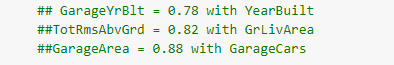 ## GarageYrBlt = 0.78 with YearBuilt
##TotRmsAbvGrd = 0.82 with GrLivArea
##GarageArea = 0.88 with GarageCars